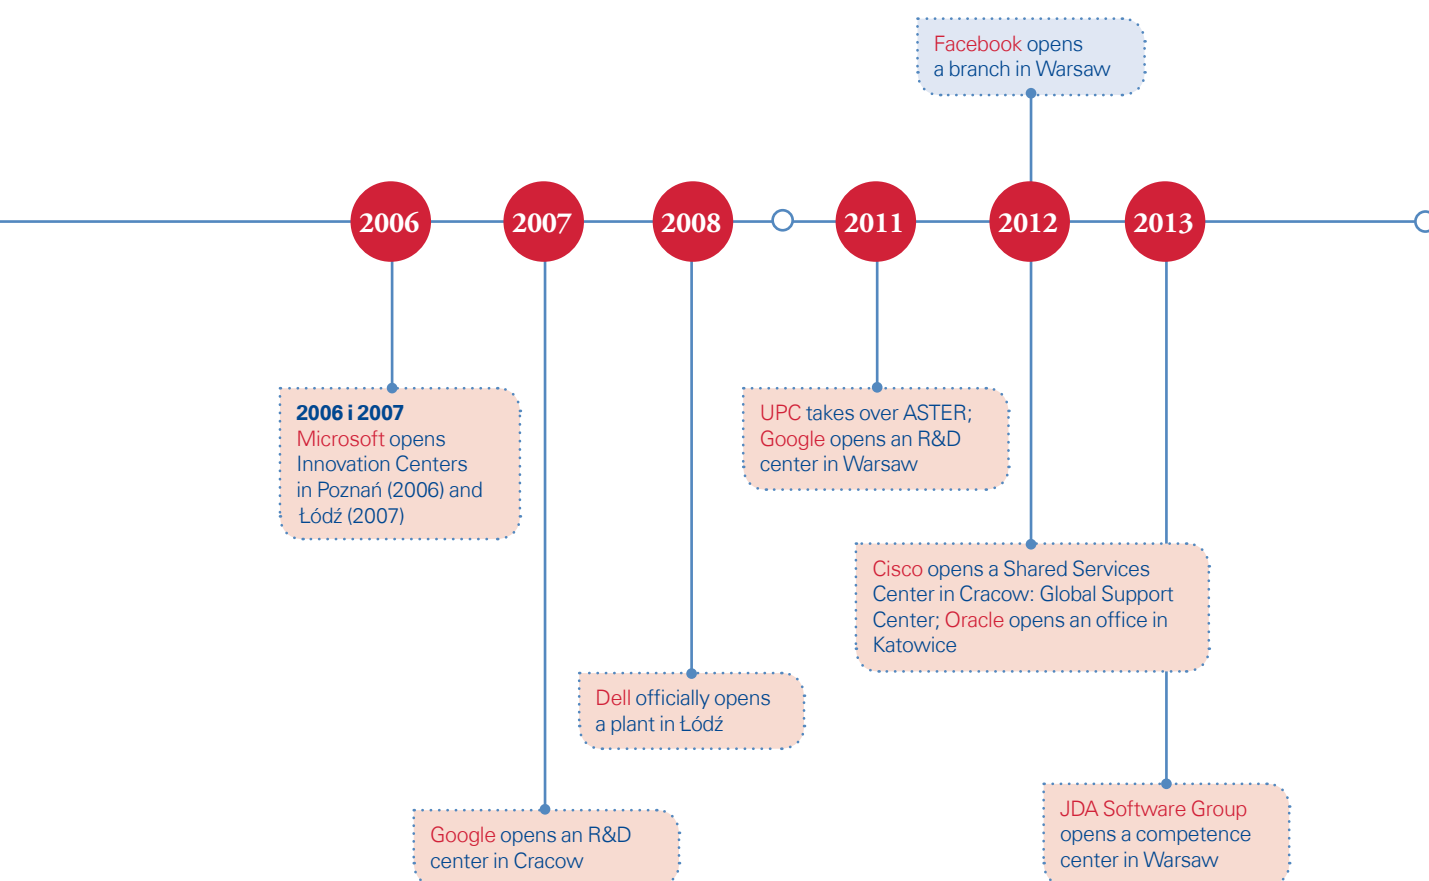 Facebook opens
a branch in Warsaw
2006
2007
2008
2011
2012
2013
2006 i 2007
Microsoft opens
Innovation Centers
in Poznań (2006) and
Łódź (2007)
UPC takes over ASTER;
Google opens an R&D
center in Warsaw
Cisco opens a Shared Services
Center in Cracow: Global Support
Center; Oracle opens an office in
Katowice
Dell officially opens
a plant in Łódź
Google opens an R&D
center in Cracow
JDA Software Group
opens a competence
center in Warsaw